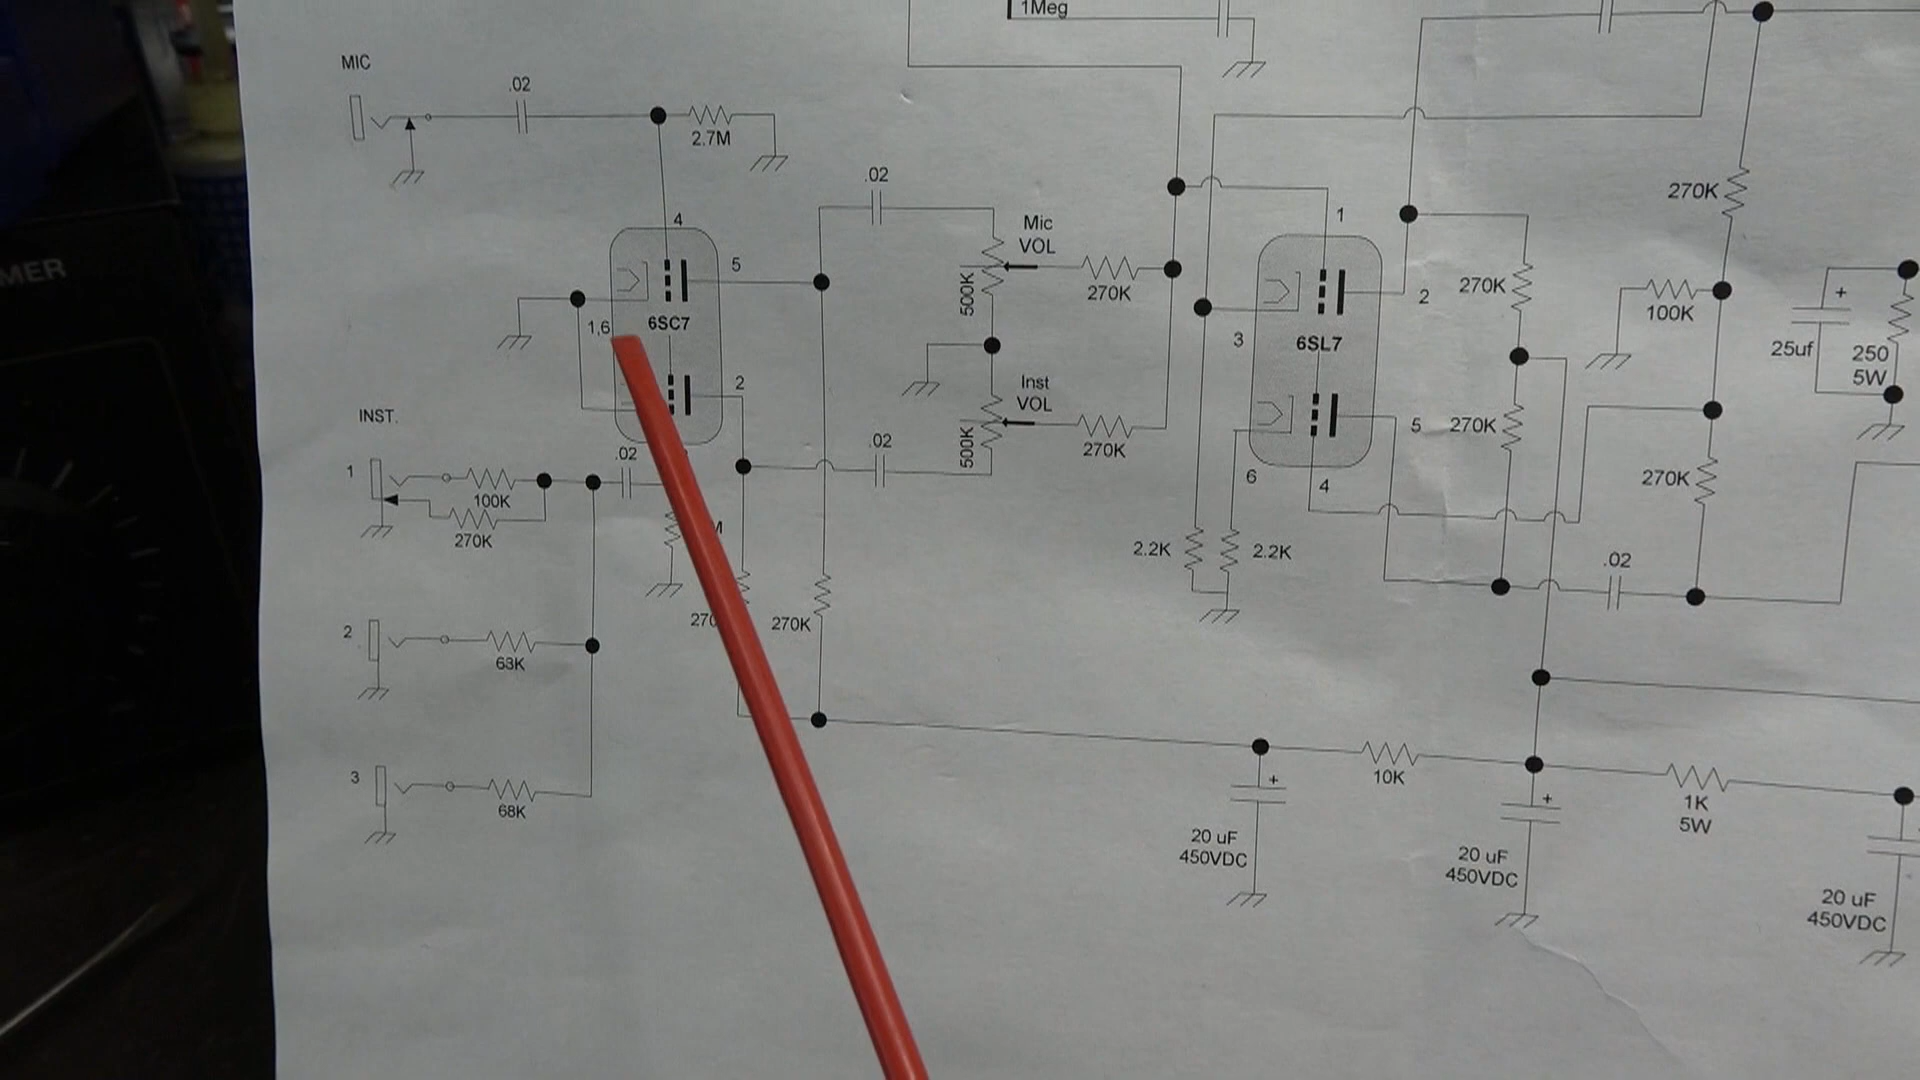 1Meg
MIC
.02
2.7M
MER
4
5
1,6
6SC7
2
.02
500K
Mic
VOL
270K
Inst
VOL
500K
270K
.02
1
2
3
6SL7
5
6
4
270K
270K
270K
100K
25uf
+
250
5W
270K
INST.
1
100K
270K
.02
M
2
63K
3
68K
270K
2.2K
2.2K
.02
10K
1K
5W
+
20 uF
450VDC
+
20 uF
450VDC
20 uF
450VDC